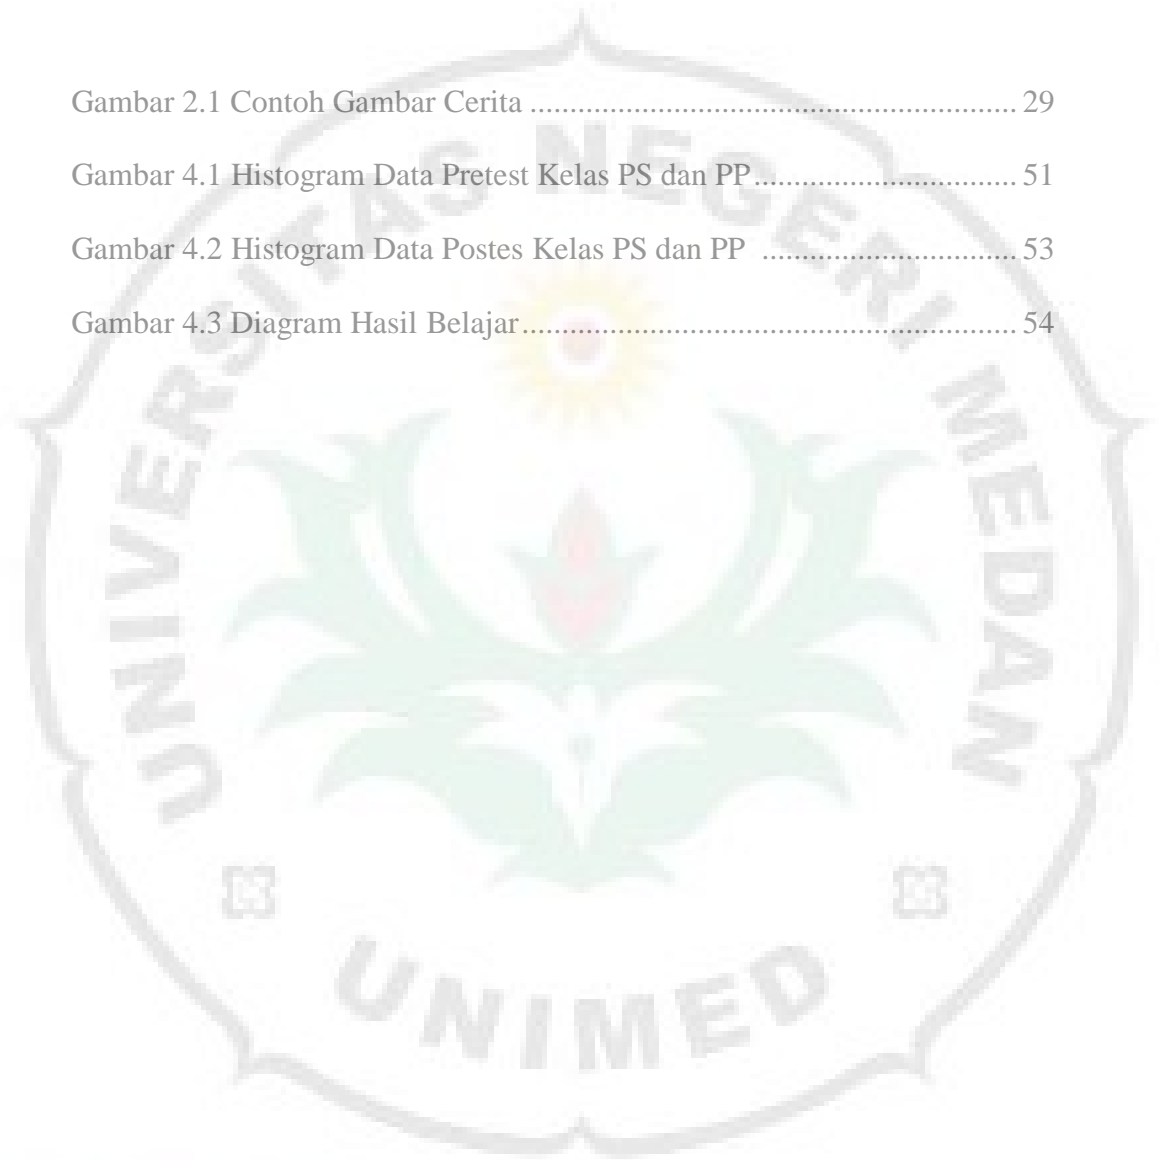 Gambar 2.1 Contoh Gambar Cerita ............................................................. 29
Gambar 4.1 Histogram Data Pretest Kelas PS dan PP................................. 51
Gambar 4.2 Histogram Data Postes Kelas PS dan PP ................................ 53
Gambar 4.3 Diagram Hasil Belajar.............................................................. 54
UNIVERSITAS NEGERI MEDAN
UNIMED